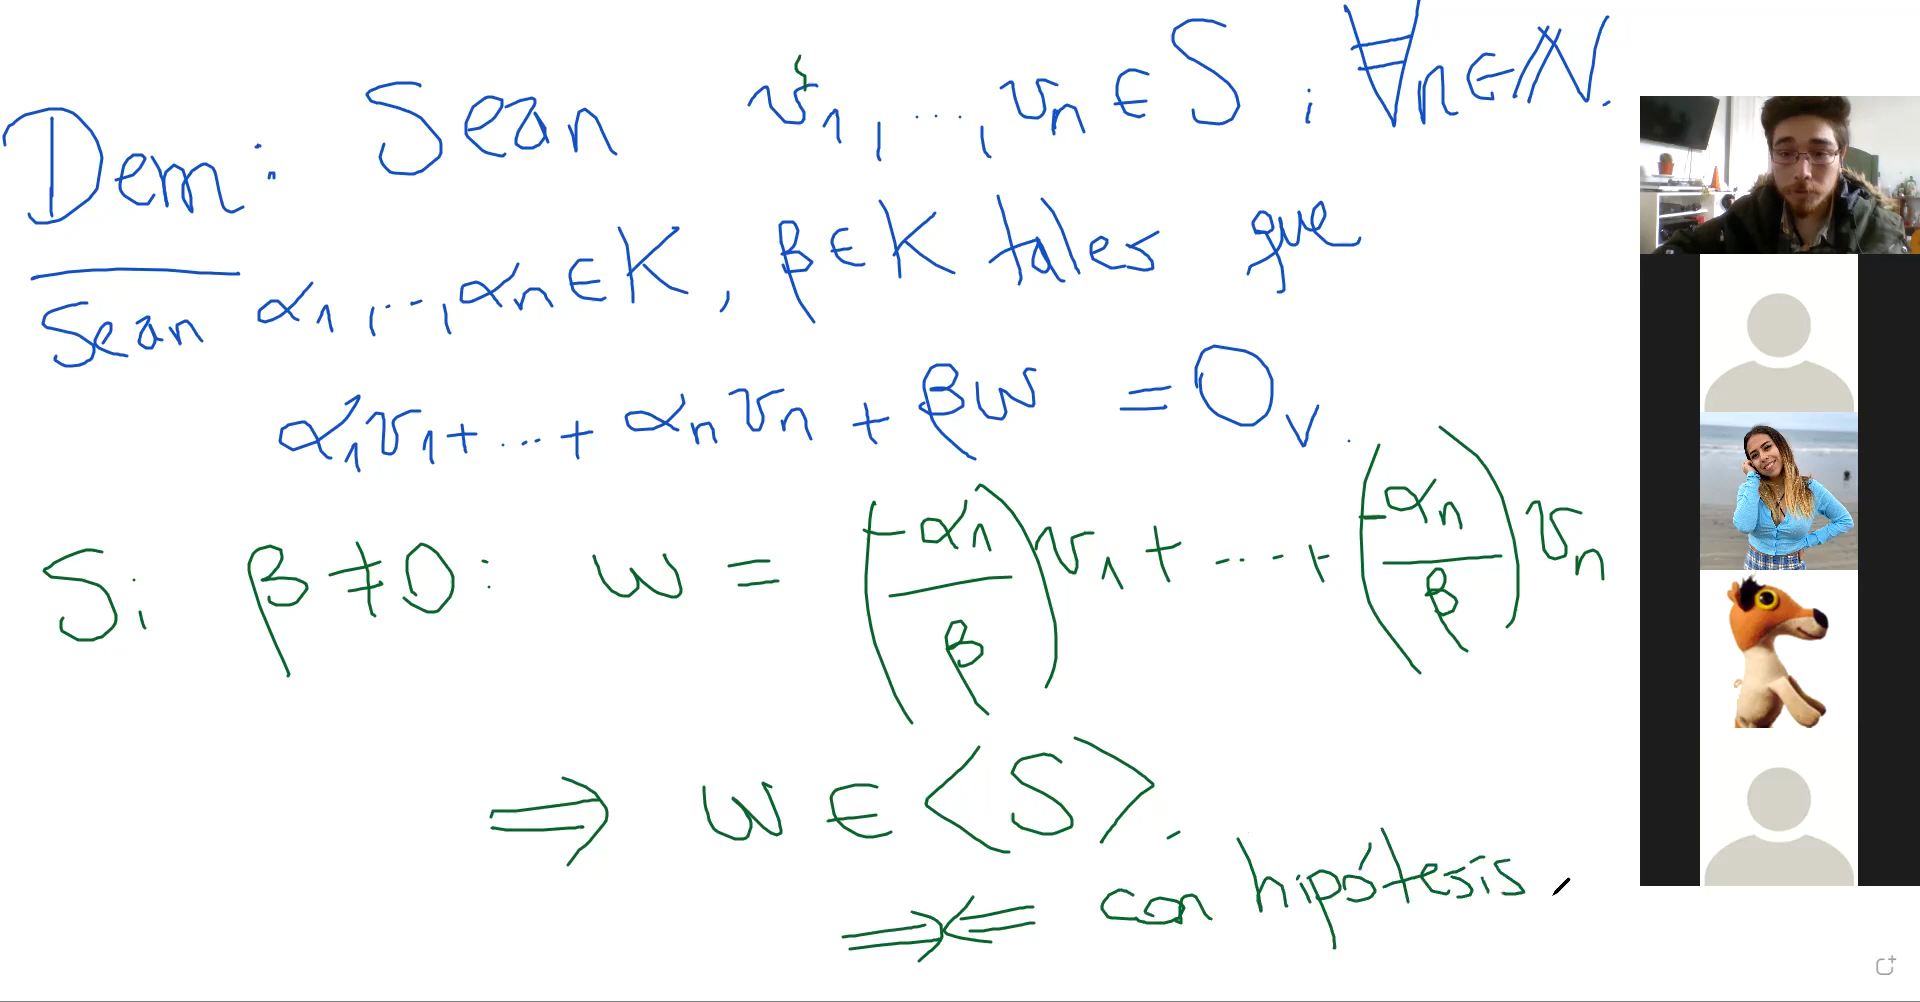 Dem: Sean v₁, ..., vₙ ∈ S ; ∀n ∈ ℕ.
Sean α₁, ..., αₙ ∈ K, β ∈ K tales que
α₁v₁ + ... + αₙvₙ + βw = O_V.
Si β ≠ 0: w = (-α₁/β)v₁ + ... + (-αₙ/β)vₙ
⟹ w ∈ <S>.
⟹⟸ con hipótesis.